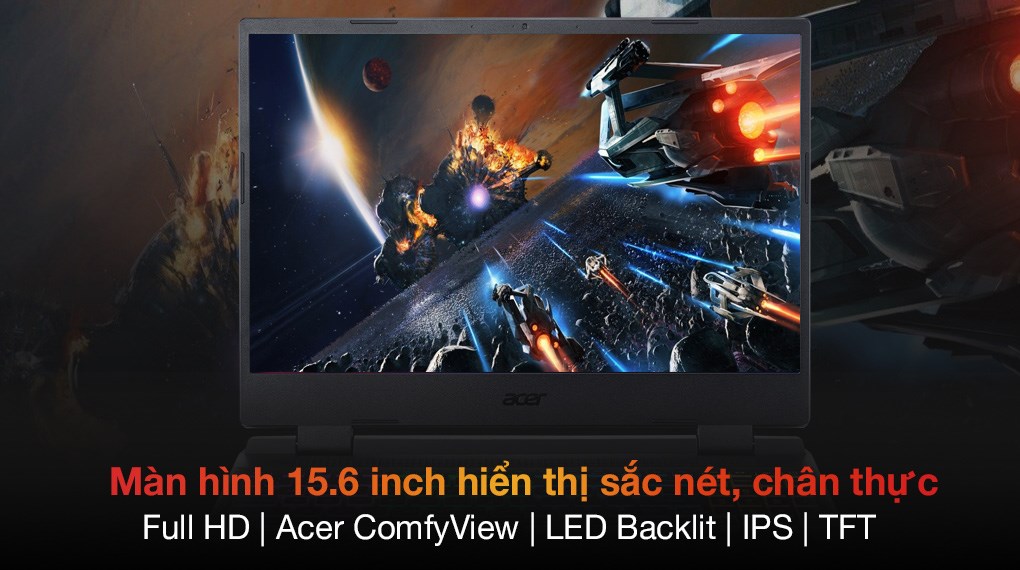 acer
Màn hình 15.6 inch hiển thị sắc nét, chân thực
Full HD | Acer ComfyView | LED Backlit | IPS | TFT